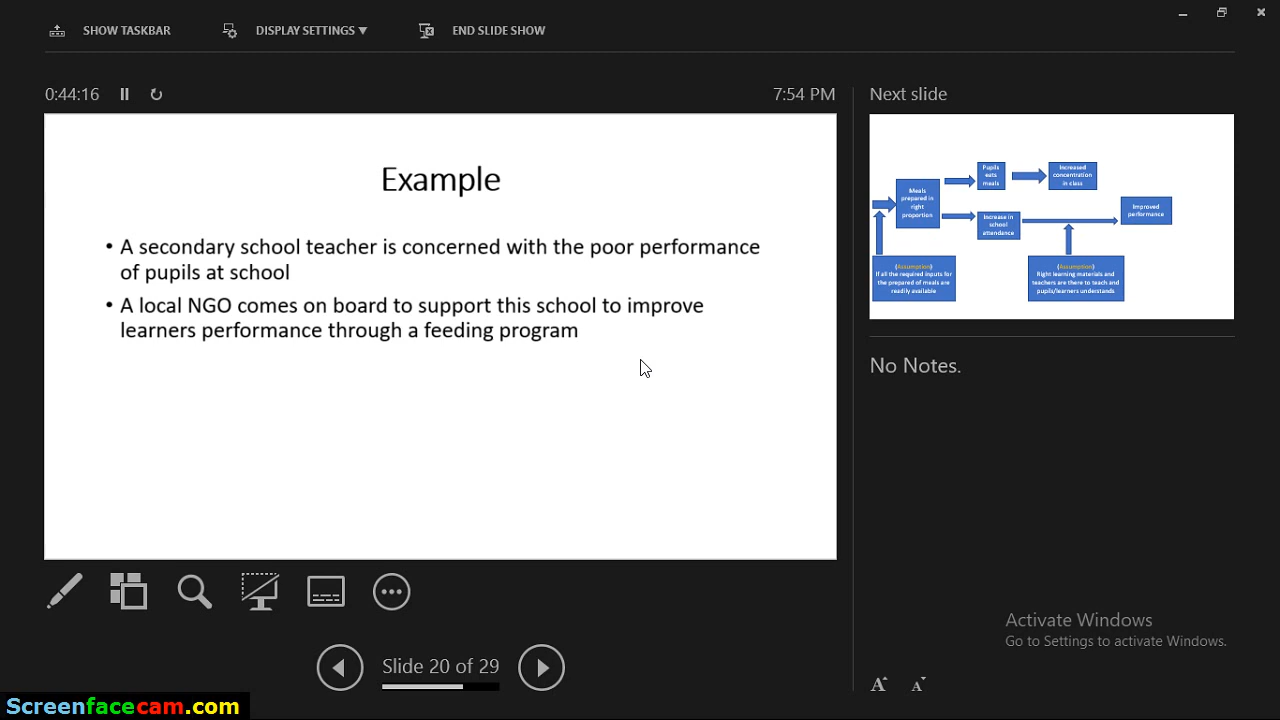 SHOW TASKBAR
DISPLAY SETTINGS ▼
END SLIDE SHOW
0:44:16
7:54 PM
Example
• A secondary school teacher is concerned with the poor performance
of pupils at school
• A local NGO comes on board to support this school to improve
learners performance through a feeding program
Next slide
Meals
prepared in
right
proportion
Pupils
eats
meals
Increased
concentration
in class
Increase in
school
attendance
Improved
performance
(Assumption)
If all the required inputs for
the prepared of meals are
readily available
(Assumption)
Right learning materials and
teachers are there to teach and
pupils/learners understands
No Notes.
Slide 20 of 29
Activate Windows
Go to Settings to activate Windows.
A A
Screenfacecam.com